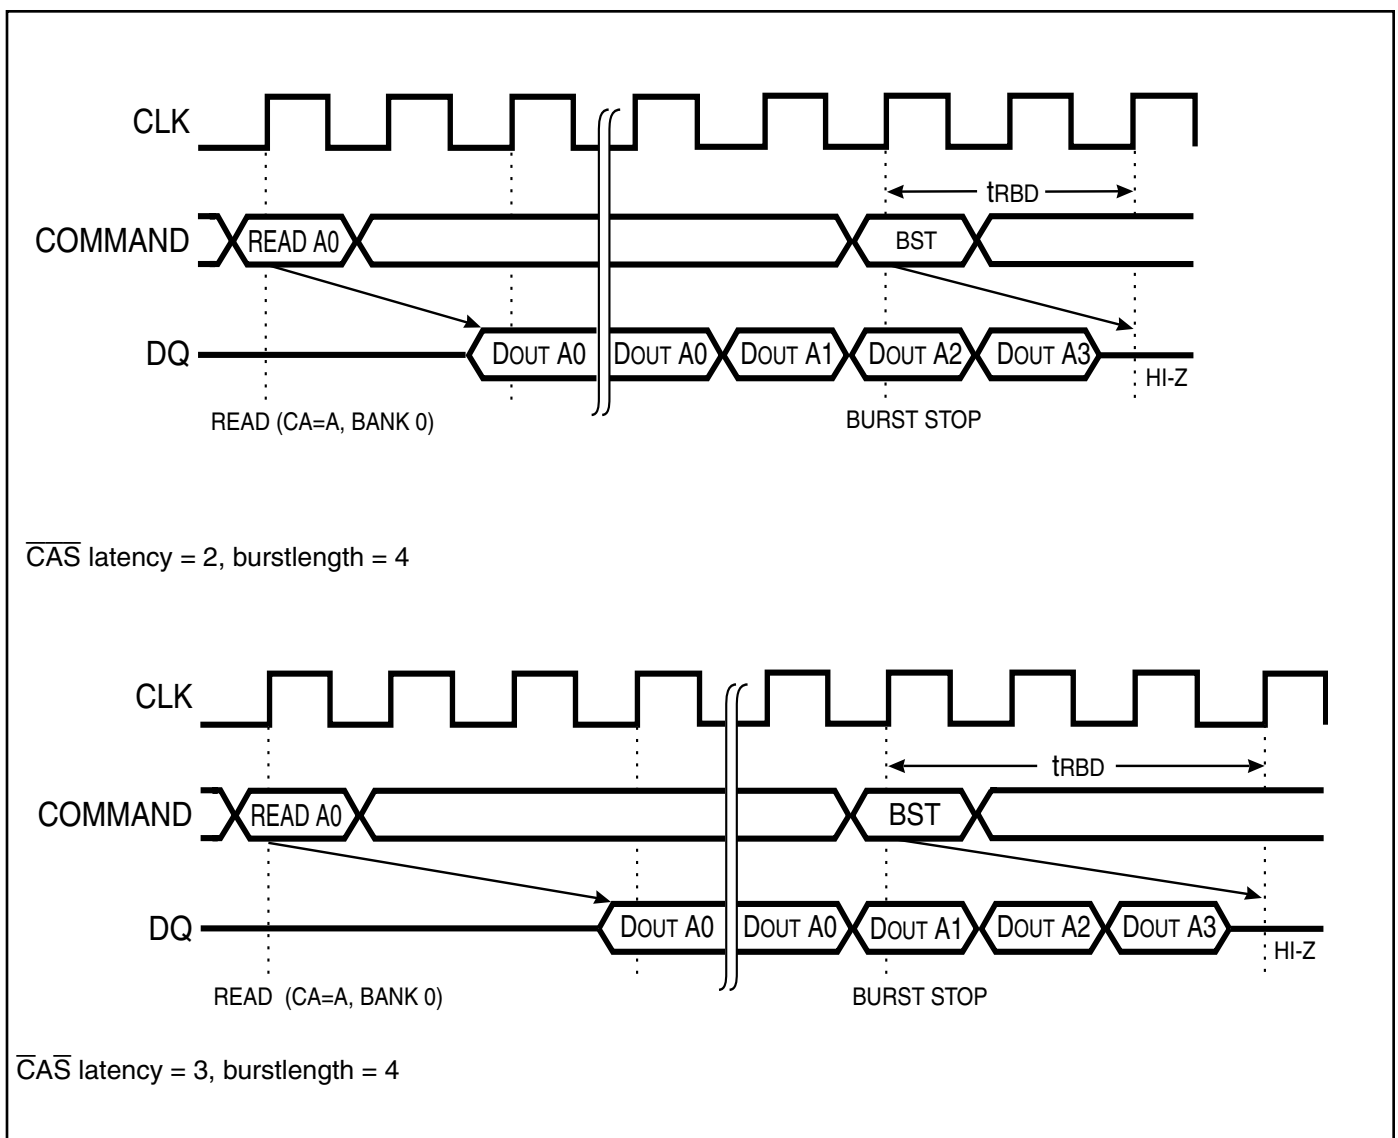 CLK
tRBD
COMMAND READ A0 BST
DQ DOUT A0 DOUT A0 DOUT A1 DOUT A2 DOUT A3
HI-Z
READ (CA=A, BANK 0) BURST STOP
C̅A̅S̅ latency = 2, burstlength = 4
CLK
tRBD
COMMAND READ A0 BST
DQ DOUT A0 DOUT A0 DOUT A1 DOUT A2 DOUT A3
HI-Z
READ (CA=A, BANK 0) BURST STOP
C̅AS̅ latency = 3, burstlength = 4